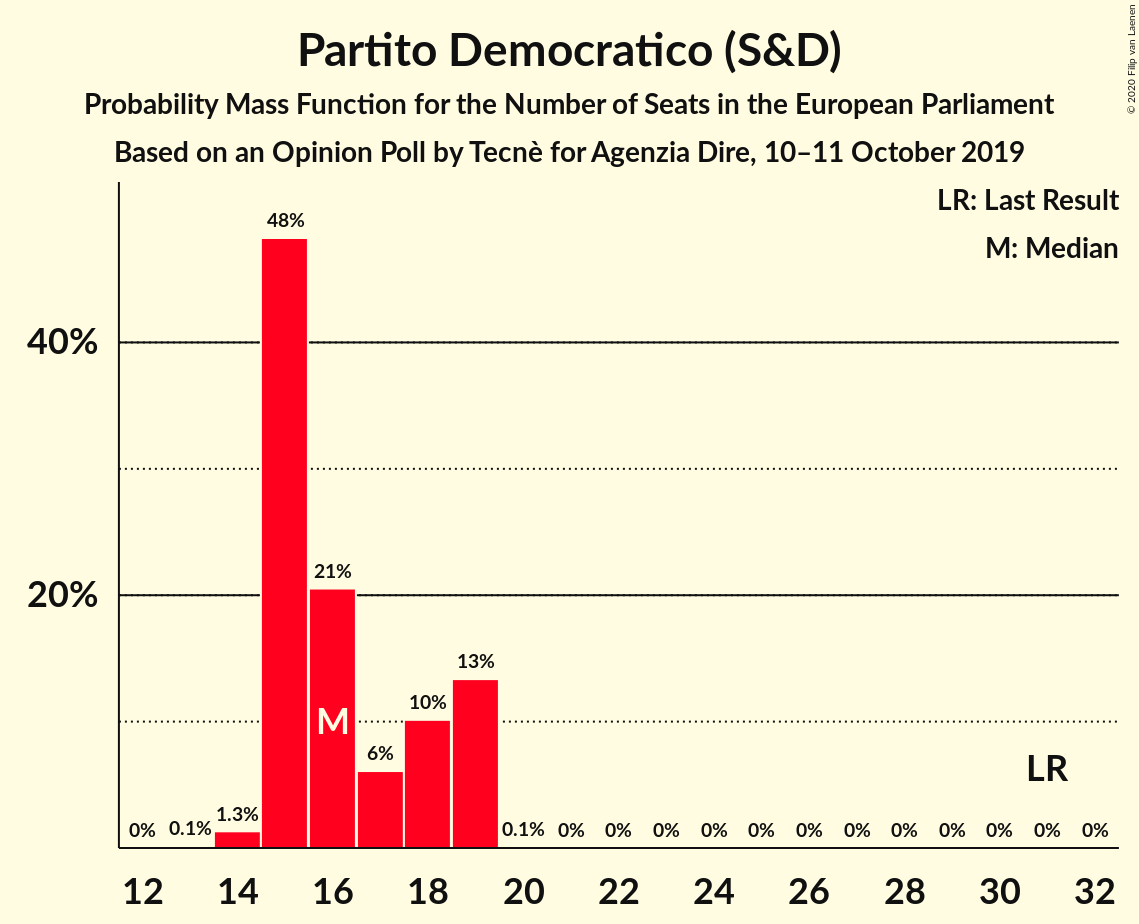 Partito Democratico (S&D)
Probability Mass Function for the Number of Seats in the European Parliament
Based on an Opinion Poll by Tecnè for Agenzia Dire, 10–11 October 2019
© 2020 Filip van Laenen
LR: Last Result
M: Median
48%
40%
21%
20%
13%
10%
M
6%
LR
1.3%
0% 0.1% 0.1% 0% 0% 0% 0% 0% 0% 0% 0% 0% 0% 0% 0%
12 14 16 18 20 22 24 26 28 30 32